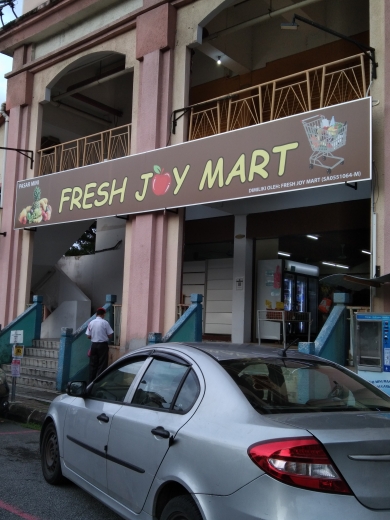 PASAR MINI
FRESH JOY MART
DIMILIKI OLEH: FRESH JOY MART (SA0551064-M)